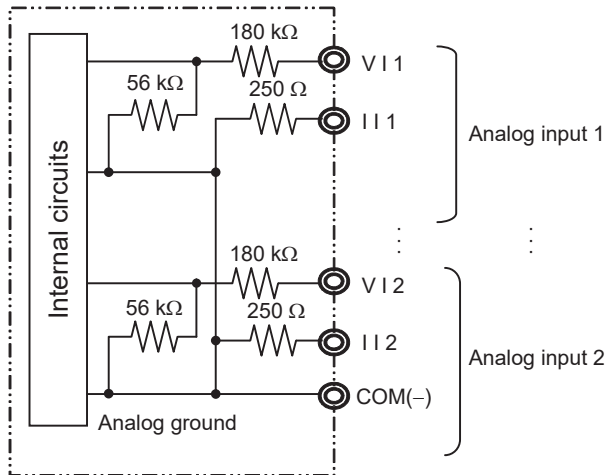 180 kΩ
V I 1
56 kΩ
250 Ω
I I 1
Analog input 1
Internal circuits
180 kΩ
V I 2
56 kΩ
250 Ω
I I 2
Analog input 2
COM(−)
Analog ground